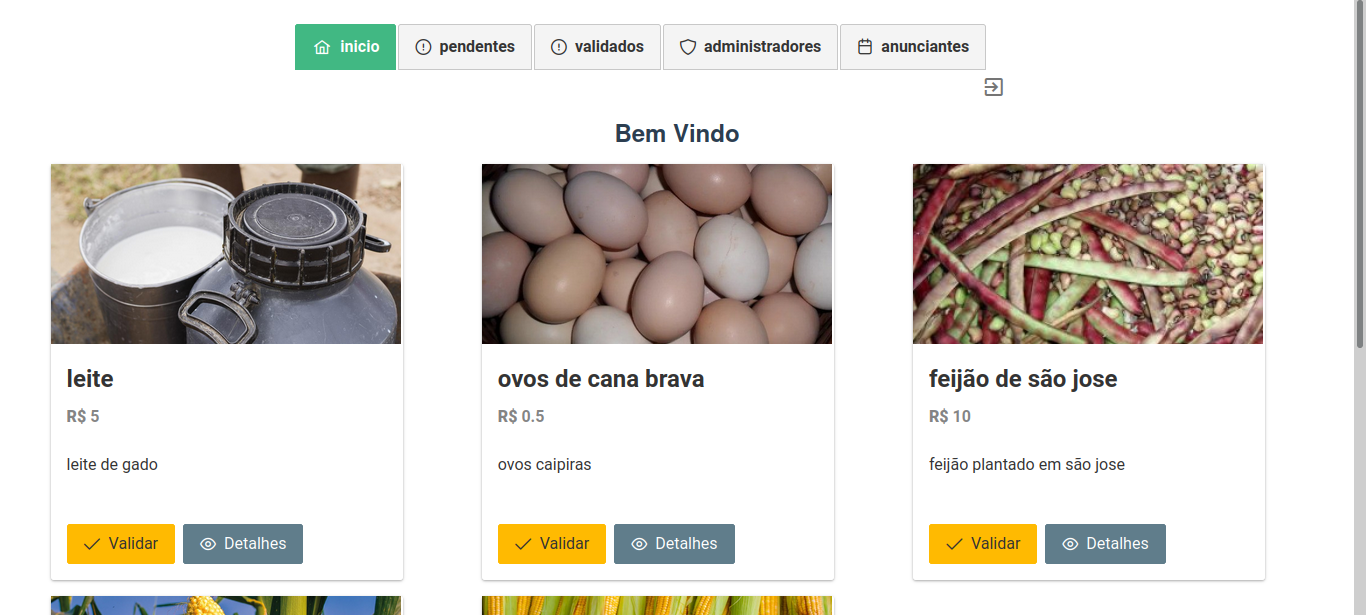 inicio pendentes validados administradores anunciantes
Bem Vindo
leite
R$ 5
leite de gado
Validar Detalhes
ovos de cana brava
R$ 0.5
ovos caipiras
Validar Detalhes
feijão de são jose
R$ 10
feijão plantado em são jose
Validar Detalhes